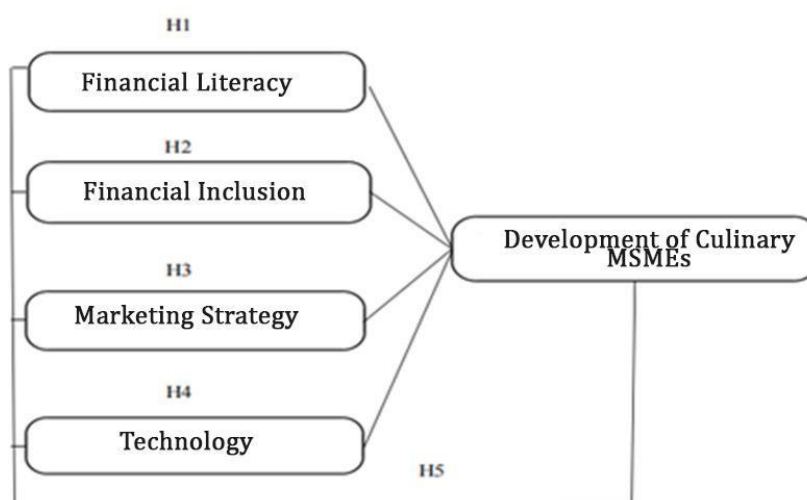 H1
Financial Literacy
H2
Financial Inclusion
Development of Culinary
MSMEs
H3
Marketing Strategy
H4
Technology
H5